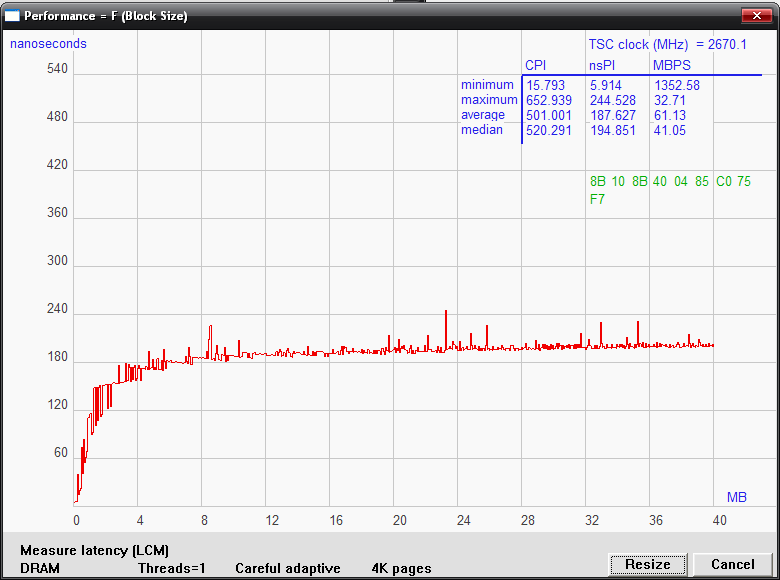 Performance = F (Block Size)
nanoseconds
TSC clock (MHz) = 2670.1
CPI nsPI MBPS
minimum 15.793 5.914 1352.58
maximum 652.939 244.528 32.71
average 501.001 187.627 61.13
median 520.291 194.851 41.05
8B 10 8B 40 04 85 C0 75
F7
540
480
420
360
300
240
180
120
60
MB
0 4 8 12 16 20 24 28 32 36 40
Measure latency (LCM)
DRAM Threads=1 Careful adaptive 4K pages
Resize Cancel